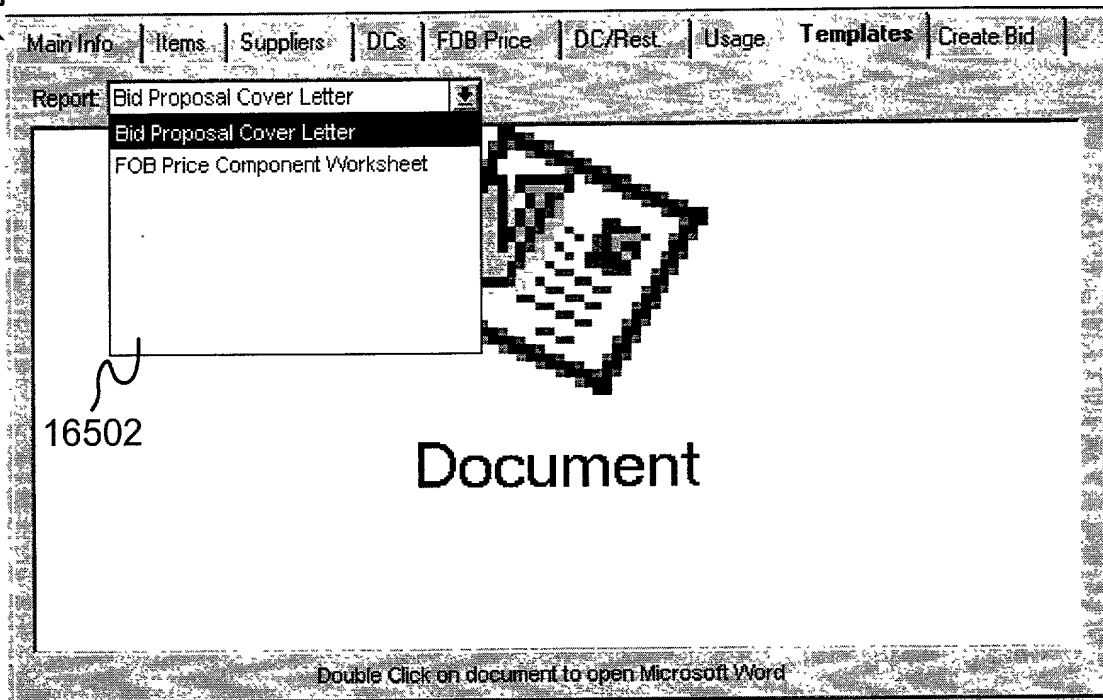 Main Info Items Suppliers DCs FOB Price DC/Rest. Usage Templates Create Bid
Report: Bid Proposal Cover Letter
Bid Proposal Cover Letter
FOB Price Component Worksheet
16502
Document
Double Click on document to open Microsoft Word